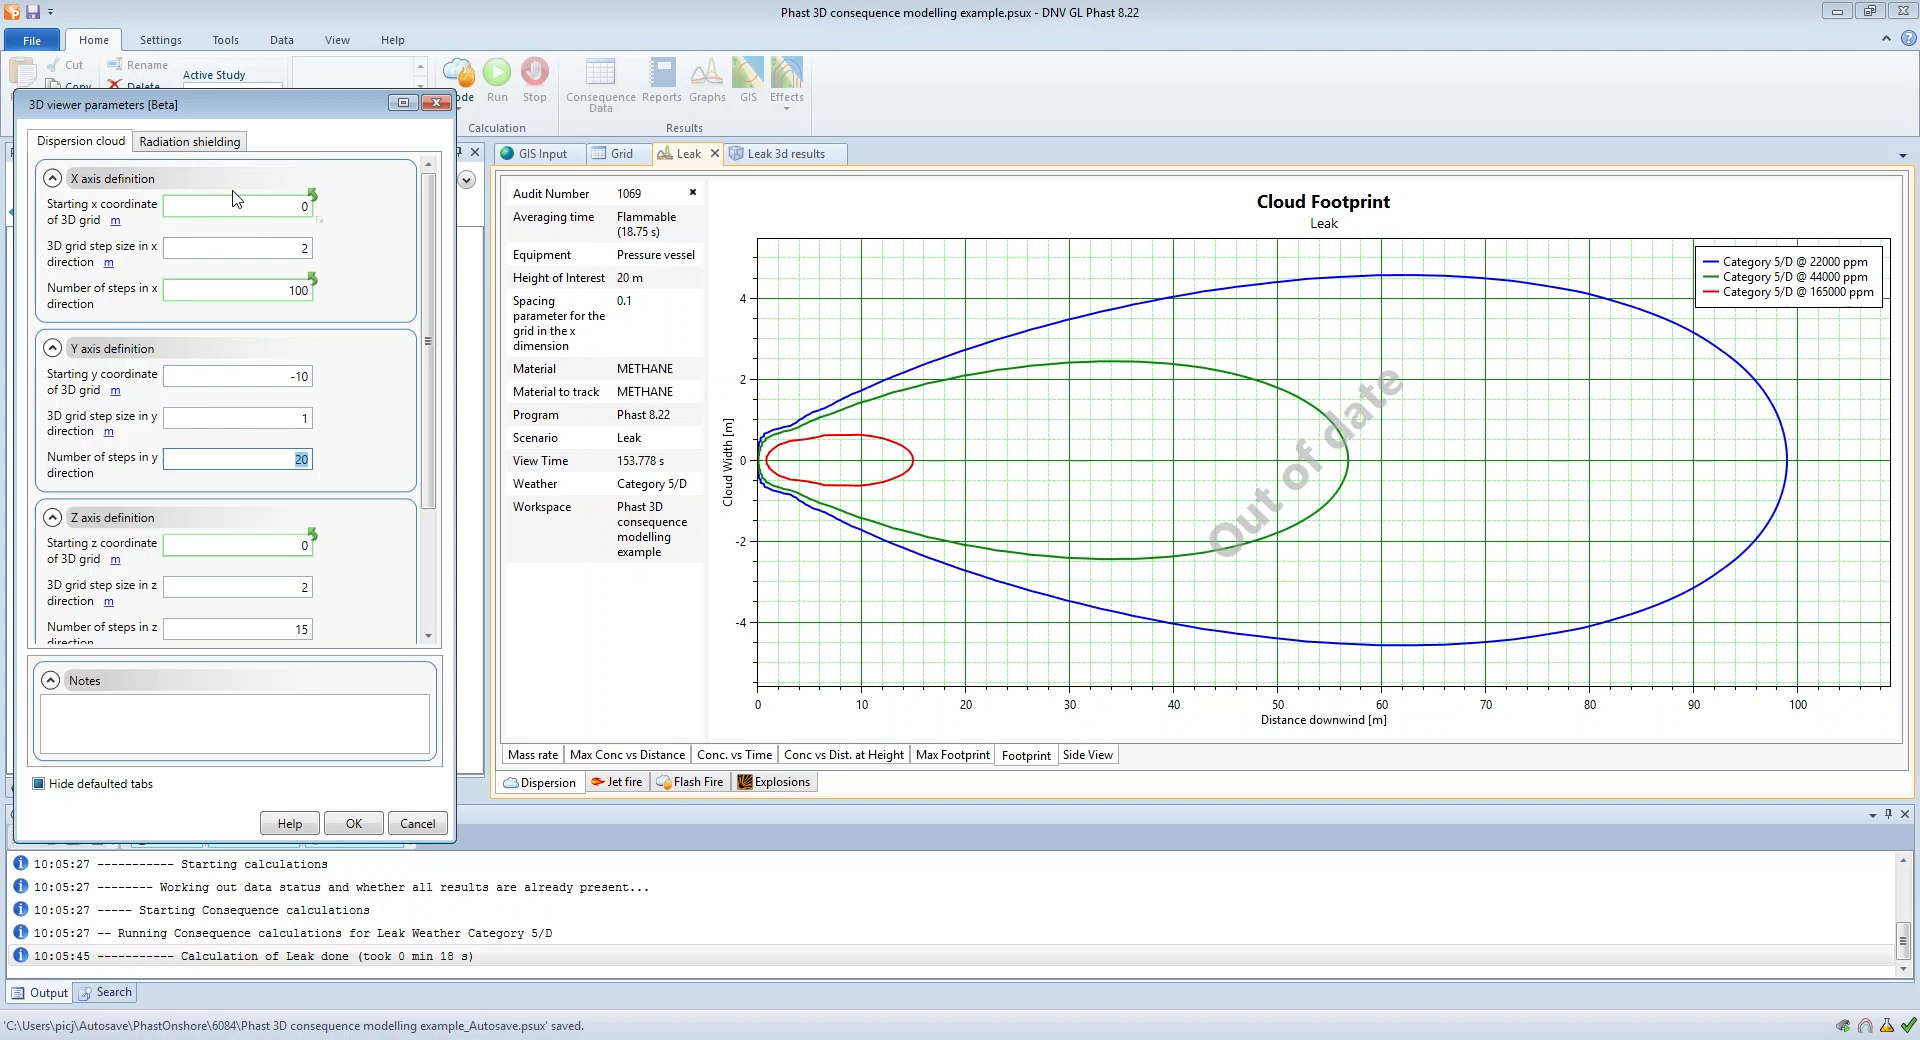 Phast 3D consequence modelling example.psux - DNV GL Phast 8.22
File
Home
Settings
Tools
Data
View
Help
Cut
Rename
Active Study
Copy
Delete
Run
Stop
Calculation
Consequence
Data
Reports
Graphs
GIS
Effects
Results
3D viewer parameters [Beta]
Dispersion cloud
Radiation shielding
X axis definition
Starting x coordinate
of 3D grid m
0
3D grid step size in x
direction m
2
Number of steps in x
direction
100
Y axis definition
Starting y coordinate
of 3D grid m
-10
3D grid step size in y
direction m
1
Number of steps in y
direction
20
Z axis definition
Starting z coordinate
of 3D grid m
0
3D grid step size in z
direction m
2
Number of steps in z
direction
15
Notes
Hide defaulted tabs
Help
OK
Cancel
GIS Input
Grid
Leak
Leak 3d results
Audit Number 1069
Averaging time Flammable
(18.75 s)
Equipment Pressure vessel
Height of Interest 20 m
Spacing 0.1
parameter for the
grid in the x
dimension
Material METHANE
Material to track METHANE
Program Phast 8.22
Scenario Leak
View Time 153.778 s
Weather Category 5/D
Workspace Phast 3D
consequence
modelling
example
Cloud Footprint
Leak
Category 5/D @ 22000 ppm
Category 5/D @ 44000 ppm
Category 5/D @ 165000 ppm
Out of date
Cloud Width [m]
4
2
0
-2
-4
0 10 20 30 40 50 60 70 80 90 100
Distance downwind [m]
Mass rate
Max Conc vs Distance
Conc. vs Time
Conc vs Dist. at Height
Max Footprint
Footprint
Side View
Dispersion
Jet fire
Flash Fire
Explosions
10:05:27 ----------- Starting calculations
10:05:27 -------- Working out data status and whether all results are already present...
10:05:27 ----- Starting Consequence calculations
10:05:27 -- Running Consequence calculations for Leak Weather Category 5/D
10:05:45 ----------- Calculation of Leak done (took 0 min 18 s)
Output
Search
'C:\Users\picj\Autosave\PhastOnshore\6084\Phast 3D consequence modelling example_Autosave.psux' saved.